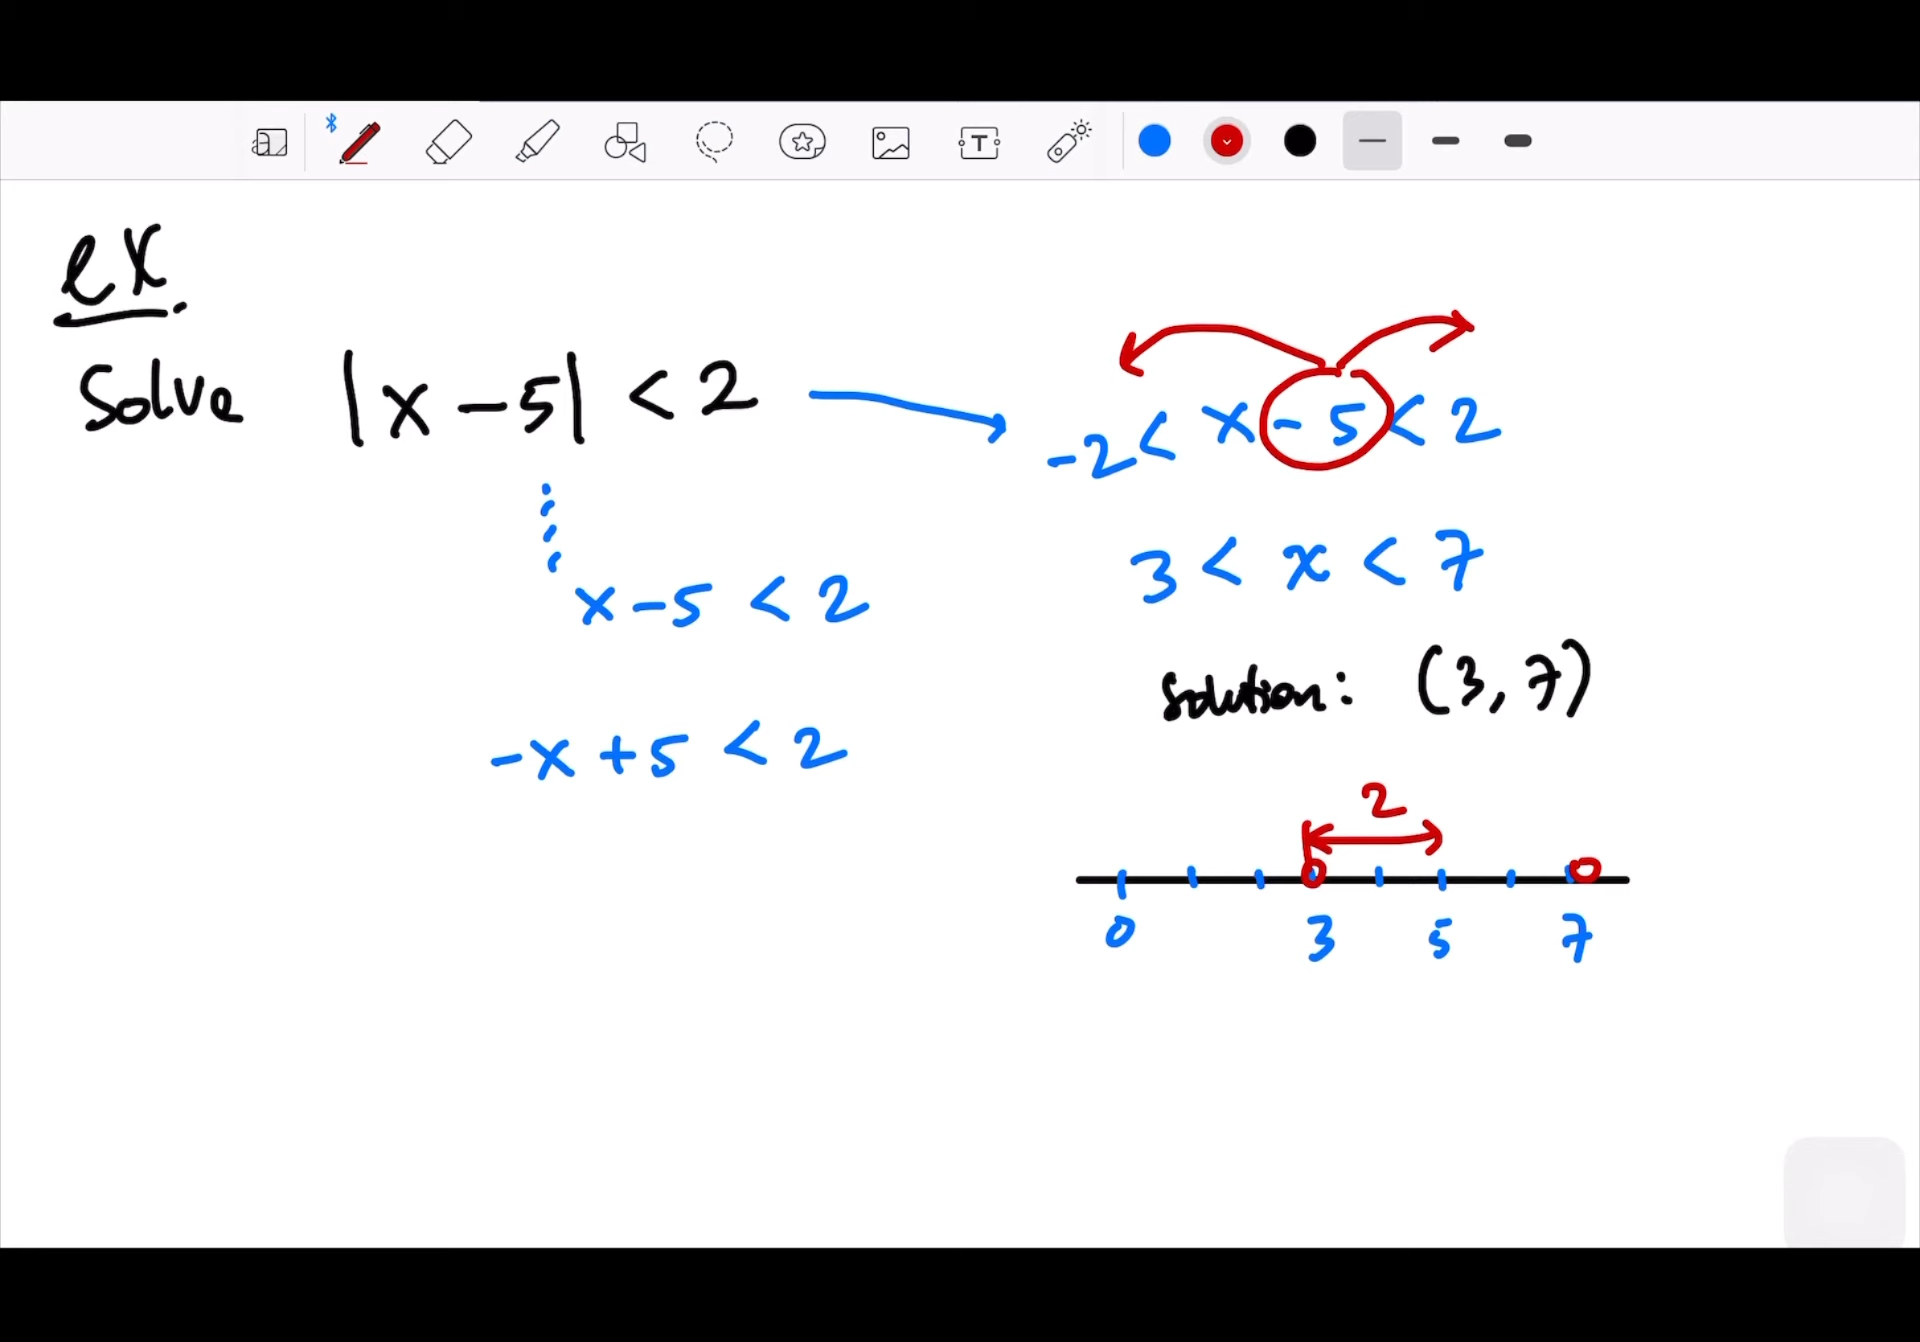 ex.
Solve |x-5| < 2
-2 < x - 5 < 2
x-5 < 2
3 < x < 7
Solution: (3, 7)
-x + 5 < 2
2
0 3 5 7